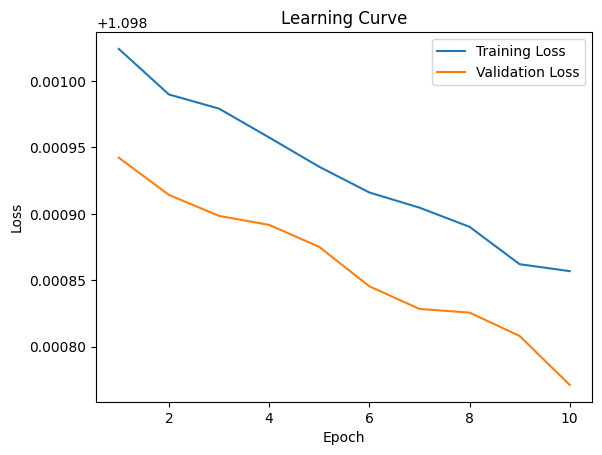 Learning Curve
+1.098
Training Loss
Validation Loss
0.00100
0.00095
0.00090
0.00085
0.00080
Loss
2
4
6
8
10
Epoch